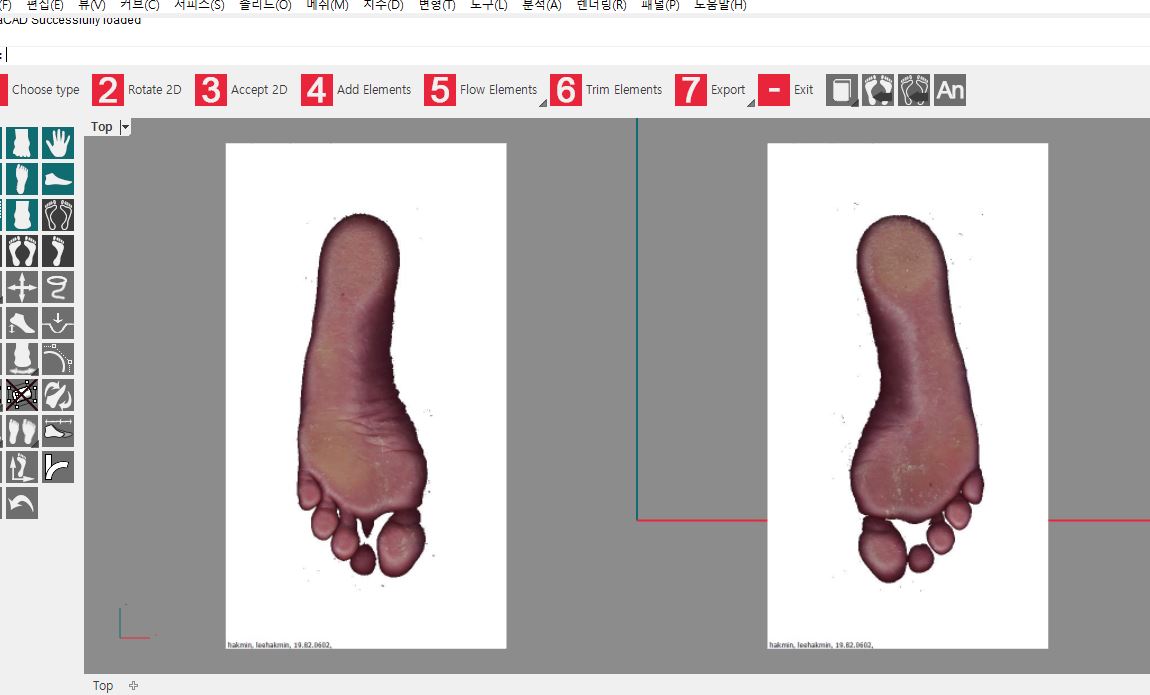 (F) 편집(E) 뷰(V) 커브(C) 서피스(S) 솔리드(O) 메쉬(M) 치수(D) 변형(T) 도구(L) 분석(A) 렌더링(R) 패널(P) 도움말(H)
aCAD Successfully loaded
:
Choose type 2 Rotate 2D 3 Accept 2D 4 Add Elements 5 Flow Elements 6 Trim Elements 7 Export - Exit An
Top
hakmin, leehakmin, 19.82.0602,
hakmin, leehakmin, 19.82.0602,
Top